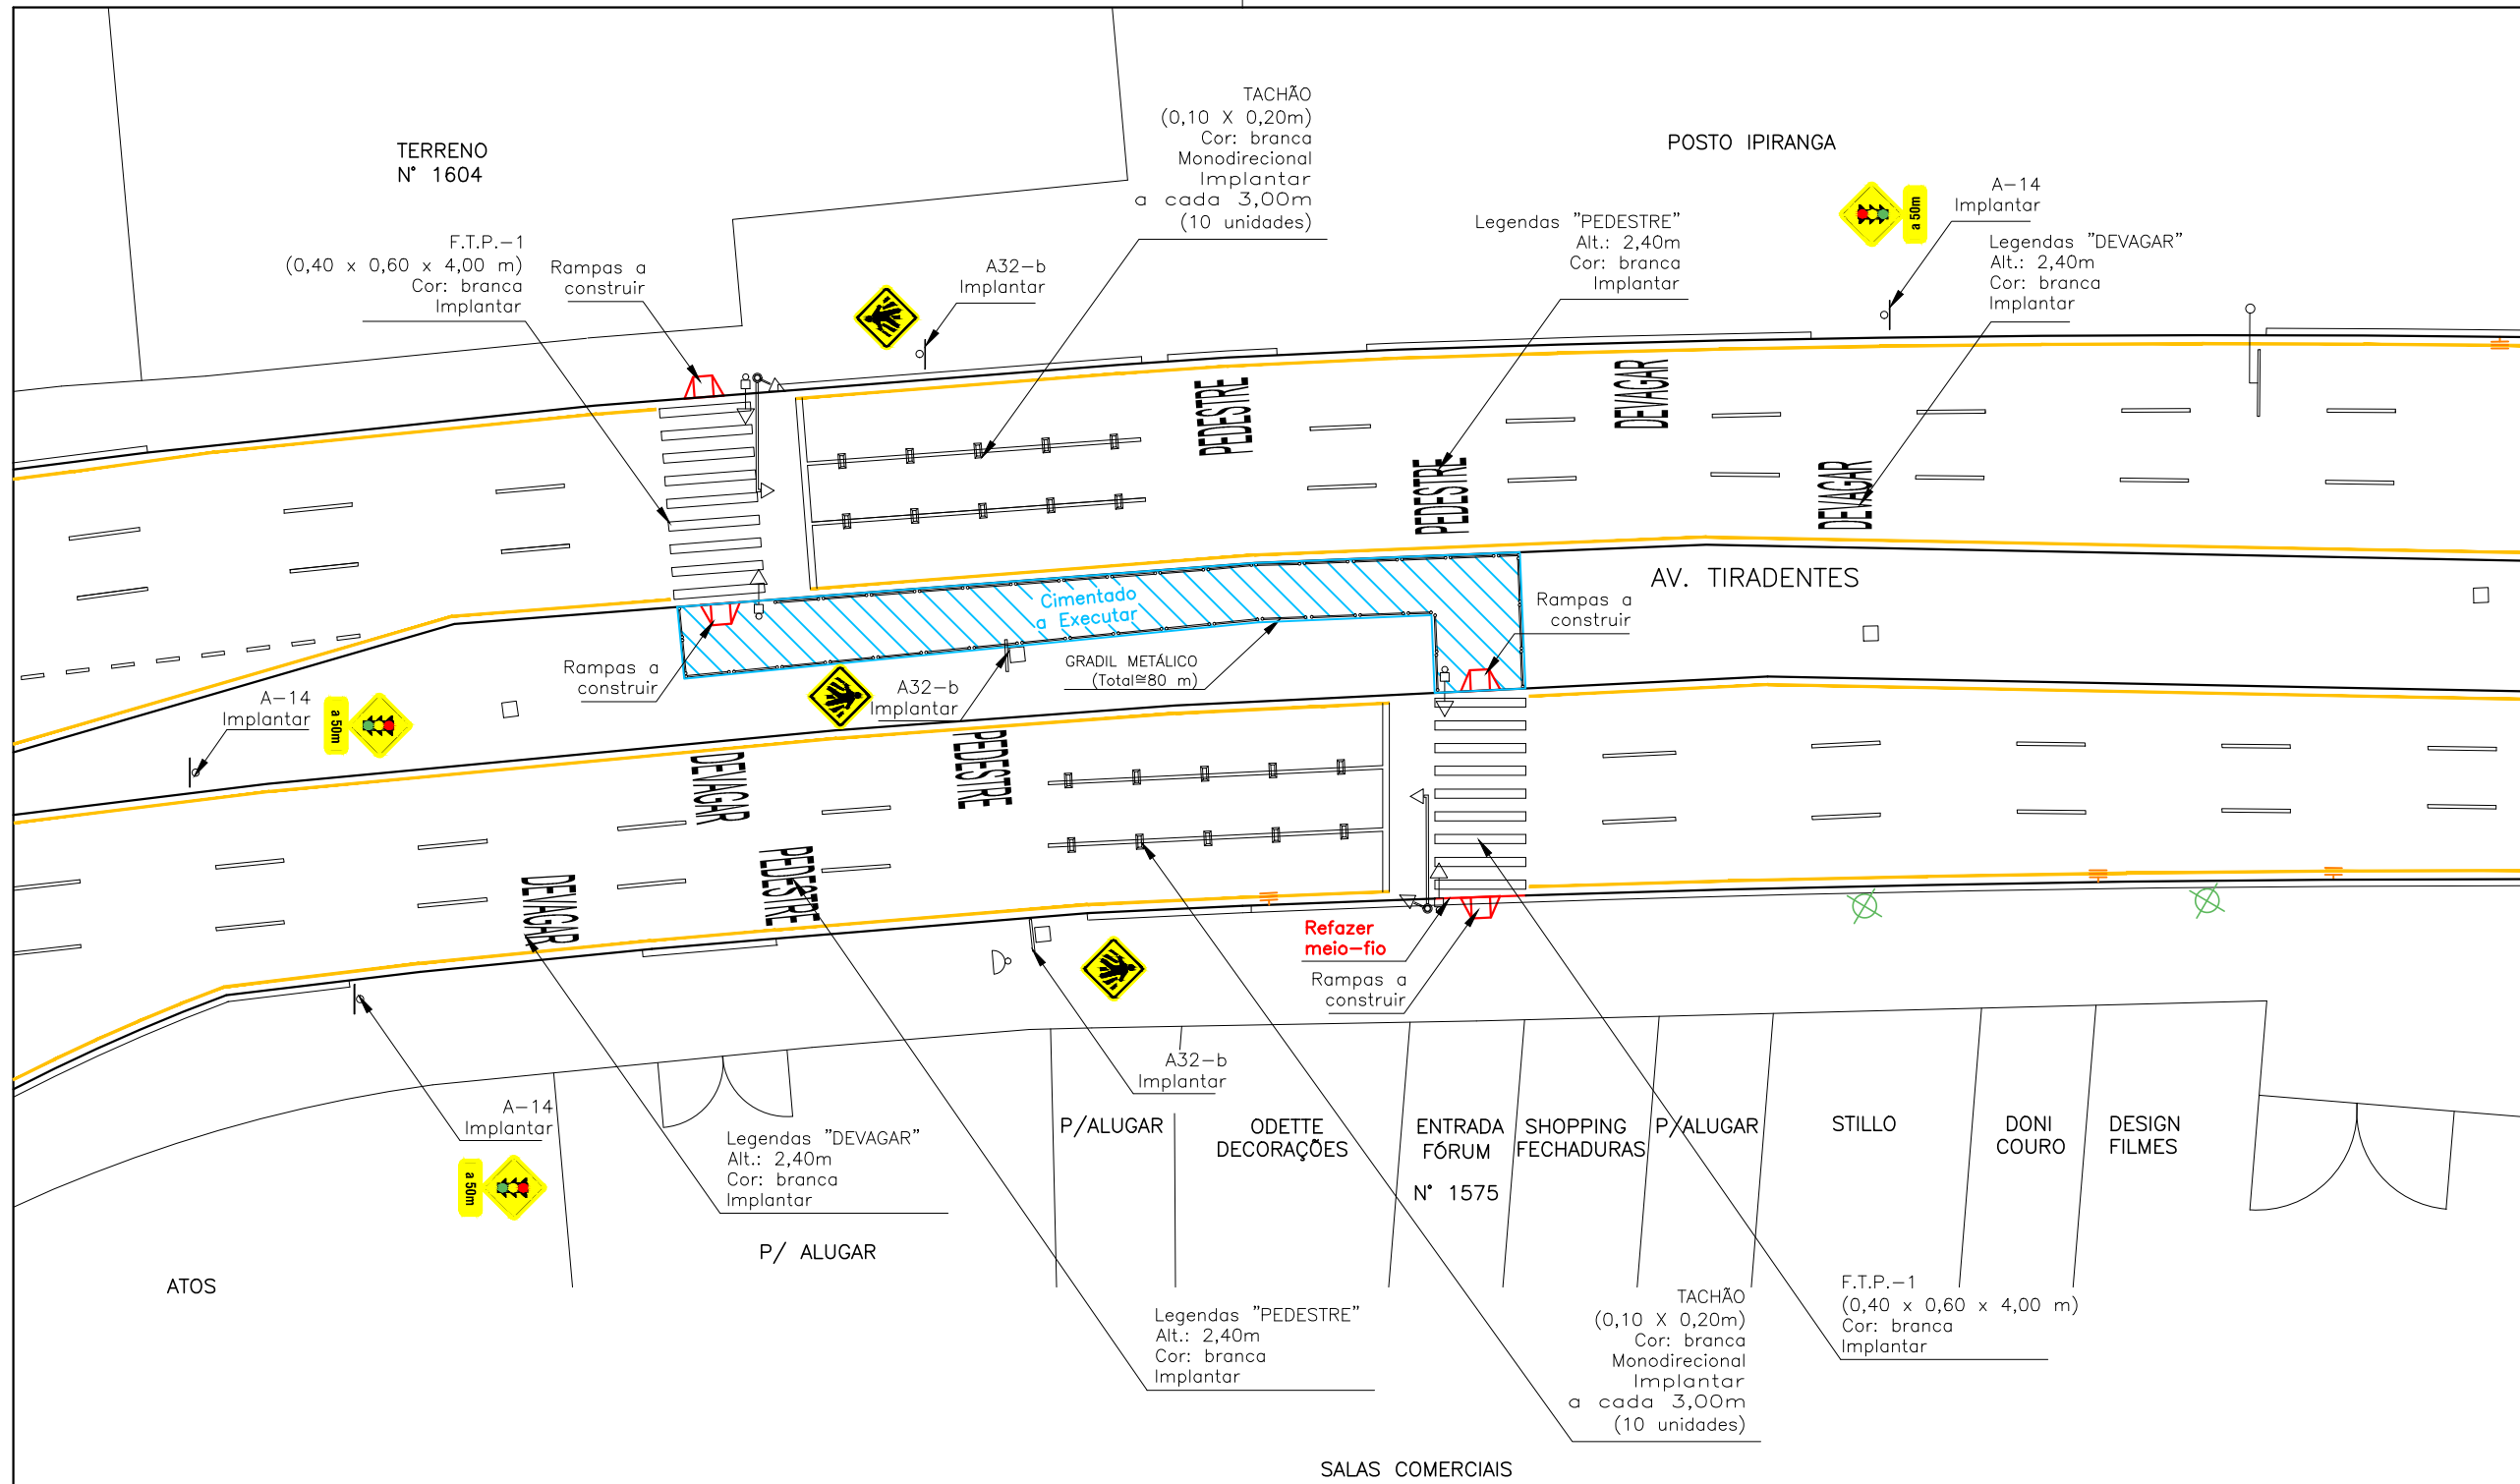 TERRENO
N° 1604
TACHÃO
(0,10 X 0,20m)
Cor: branca
Monodirecional
Implantar
a cada 3,00m
(10 unidades)
POSTO IPIRANGA
A-14
Implantar
a 50m
Legendas "PEDESTRE"
Alt.: 2,40m
Cor: branca
Implantar
Legendas "DEVAGAR"
Alt.: 2,40m
Cor: branca
Implantar
F.T.P.-1
(0,40 x 0,60 x 4,00 m)
Cor: branca
Implantar
Rampas a
construir
A32-b
Implantar
PEDESTRE
DEVAGAR
PEDESTRE
DEVAGAR
AV. TIRADENTES
Cimentado
a Executar
Rampas a
construir
Rampas a
construir
GRADIL METÁLICO
(Total≅80 m)
A32-b
Implantar
A-14
Implantar
a 50m
DEVAGAR
PEDESTRE
DEVAGAR
PEDESTRE
Refazer
meio-fio
Rampas a
construir
A32-b
Implantar
A-14
Implantar
a 50m
Legendas "DEVAGAR"
Alt.: 2,40m
Cor: branca
Implantar
P/ALUGAR
ODETTE
DECORAÇÕES
ENTRADA
FÓRUM
N° 1575
SHOPPING
FECHADURAS
P/ALUGAR
STILLO
DONI
COURO
DESIGN
FILMES
P/ ALUGAR
ATOS
Legendas "PEDESTRE"
Alt.: 2,40m
Cor: branca
Implantar
TACHÃO
(0,10 X 0,20m)
Cor: branca
Monodirecional
Implantar
a cada 3,00m
(10 unidades)
F.T.P.-1
(0,40 x 0,60 x 4,00 m)
Cor: branca
Implantar
SALAS COMERCIAIS